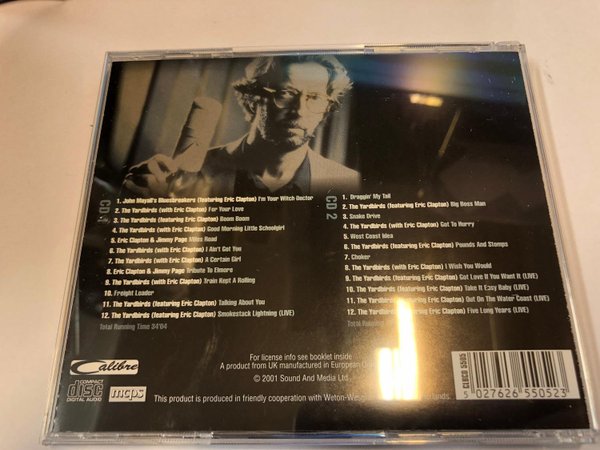 CD 1
1. John Mayall's Bluesbreakers (featuring Eric Clapton) I'm Your Witch Doctor
2. The Yardbirds (with Eric Clapton) For Your Love
3. The Yardbirds (featuring Eric Clapton) Boom Boom
4. The Yardbirds (with Eric Clapton) Good Morning Little Schoolgirl
5. Eric Clapton & Jimmy Page Miles Road
6. The Yardbirds (with Eric Clapton) I Ain't Got You
7. The Yardbirds (with Eric Clapton) A Certain Girl
8. Eric Clapton & Jimmy Page Tribute To Elmore
9. The Yardbirds (with Eric Clapton) Train Kept A Rolling
10. Freight Loader
11. The Yardbirds (featuring Eric Clapton) Talking About You
12. The Yardbirds (featuring Eric Clapton) Smokestack Lightning (LIVE)
Total Running Time 34'04
CD 2
1. Draggin' My Tail
2. The Yardbirds (featuring Eric Clapton) Big Boss Man
3. Snake Drive
4. The Yardbirds (with Eric Clapton) Got To Hurry
5. West Coast Idea
6. The Yardbirds (featuring Eric Clapton) Pounds And Stomps
7. Choker
8. The Yardbirds (with Eric Clapton) I Wish You Would
9. The Yardbirds (featuring Eric Clapton) Got Love If You Want It (LIVE)
10. The Yardbirds (featuring Eric Clapton) Take It Easy Baby (LIVE)
11. The Yardbirds (featuring Eric Clapton) Out On The Water Coast (LIVE)
12. The Yardbirds (featuring Eric Clapton) Five Long Years (LIVE)
Total Running
For license info see booklet inside
A product from UK manufactured in European
© 2001 Sound And Media Ltd
This product is produced in friendly cooperation with
Calibre
COMPACT
disc
DIGITAL AUDIO
mcps
CLECD 5505
5 027626 550523